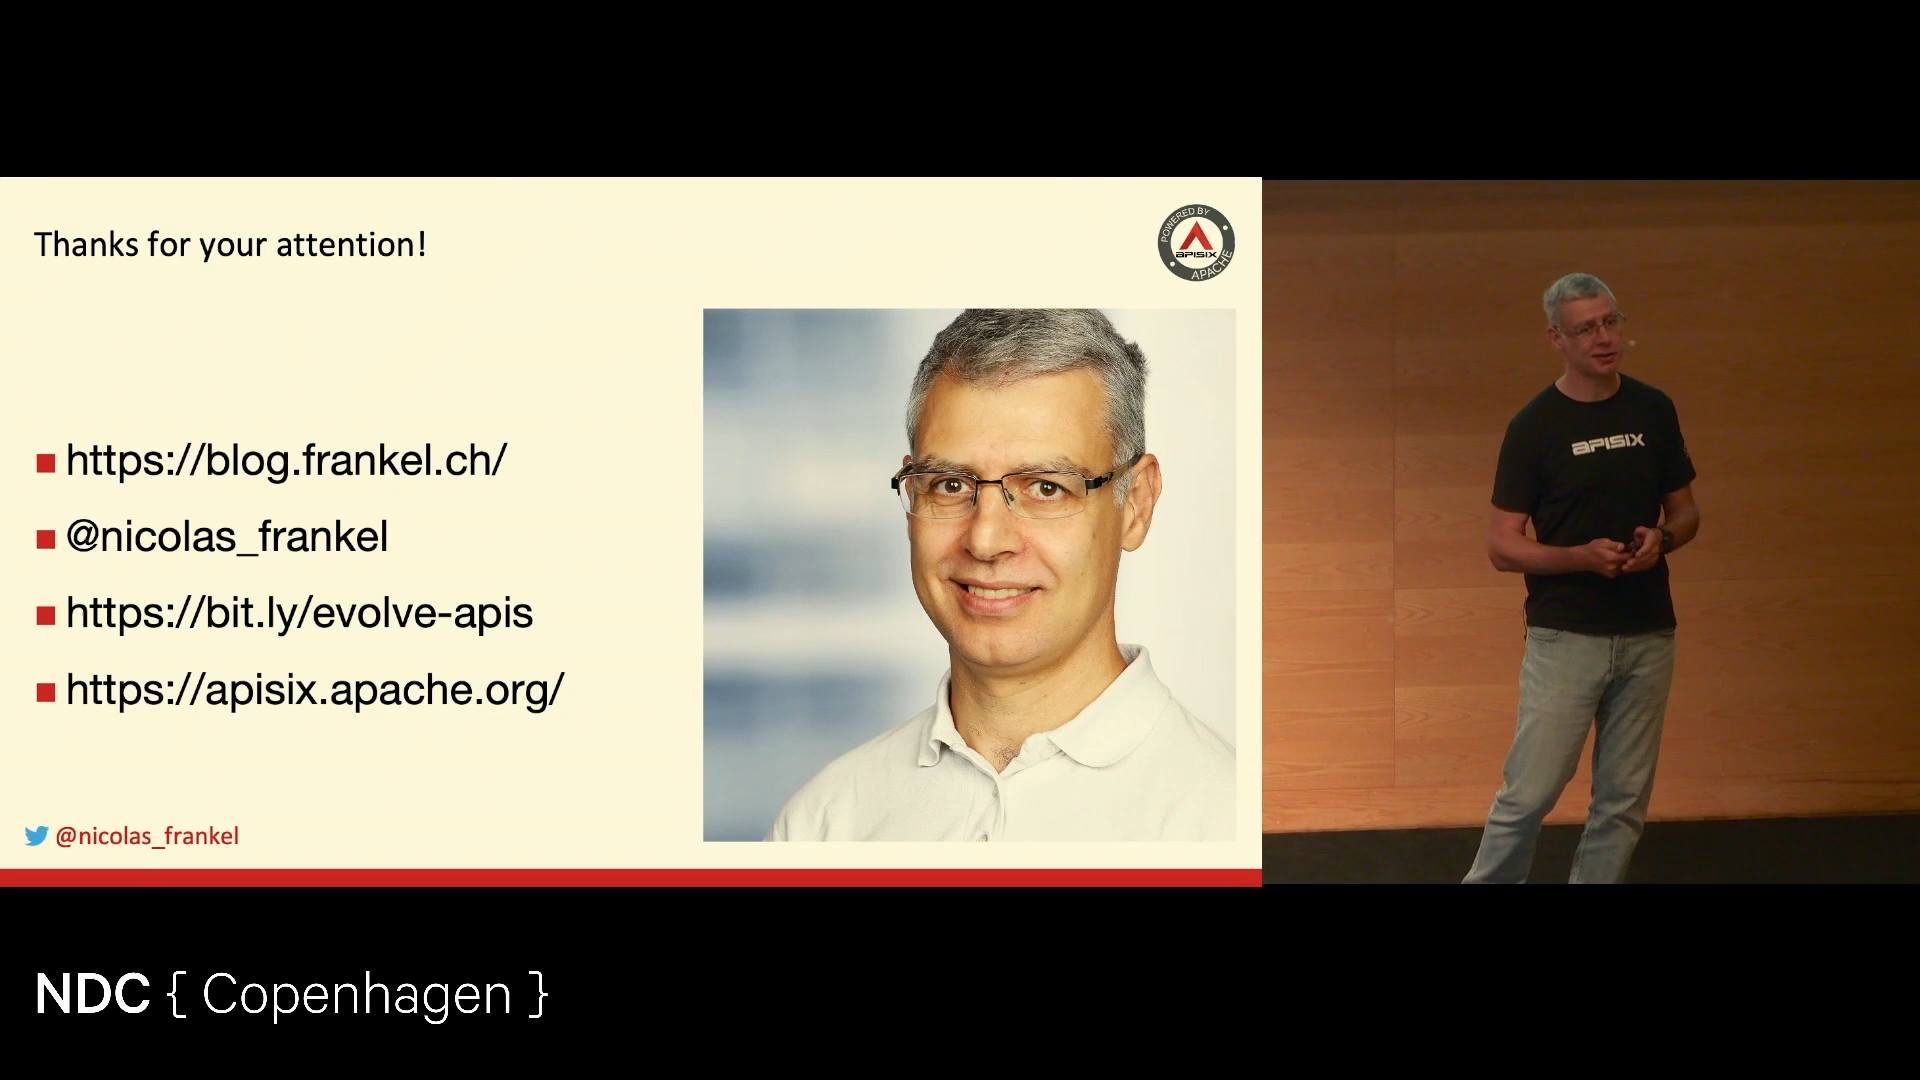 Thanks for your attention!
POWERED BY
APISIX
APACHE
https://blog.frankel.ch/
@nicolas_frankel
https://bit.ly/evolve-apis
https://apisix.apache.org/
@nicolas_frankel
APISIX
NDC { Copenhagen }